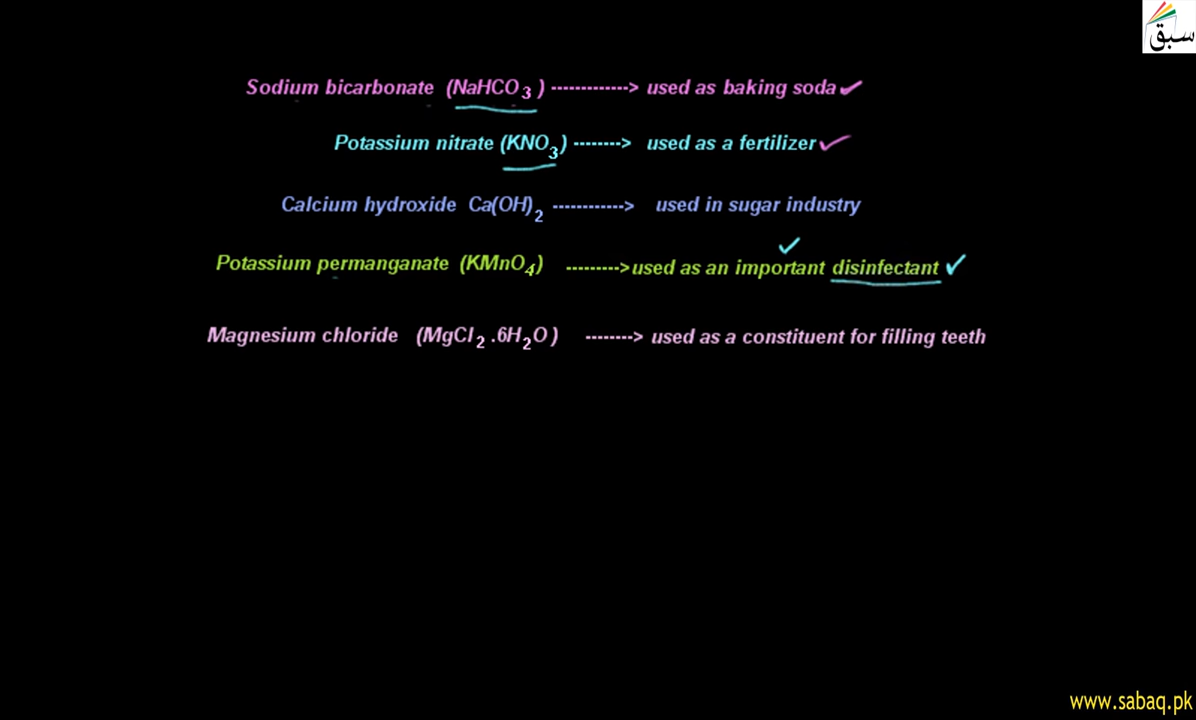 سبق
Sodium bicarbonate (NaHCO3 ) -------------> used as baking soda ✓
Potassium nitrate (KNO3) --------> used as a fertilizer ✓
Calcium hydroxide Ca(OH)2 ------------> used in sugar industry
Potassium permanganate (KMnO4) --------->used as an important disinfectant ✓
Magnesium chloride (MgCl2 .6H2O ) --------> used as a constituent for filling teeth
www.sabaq.pk